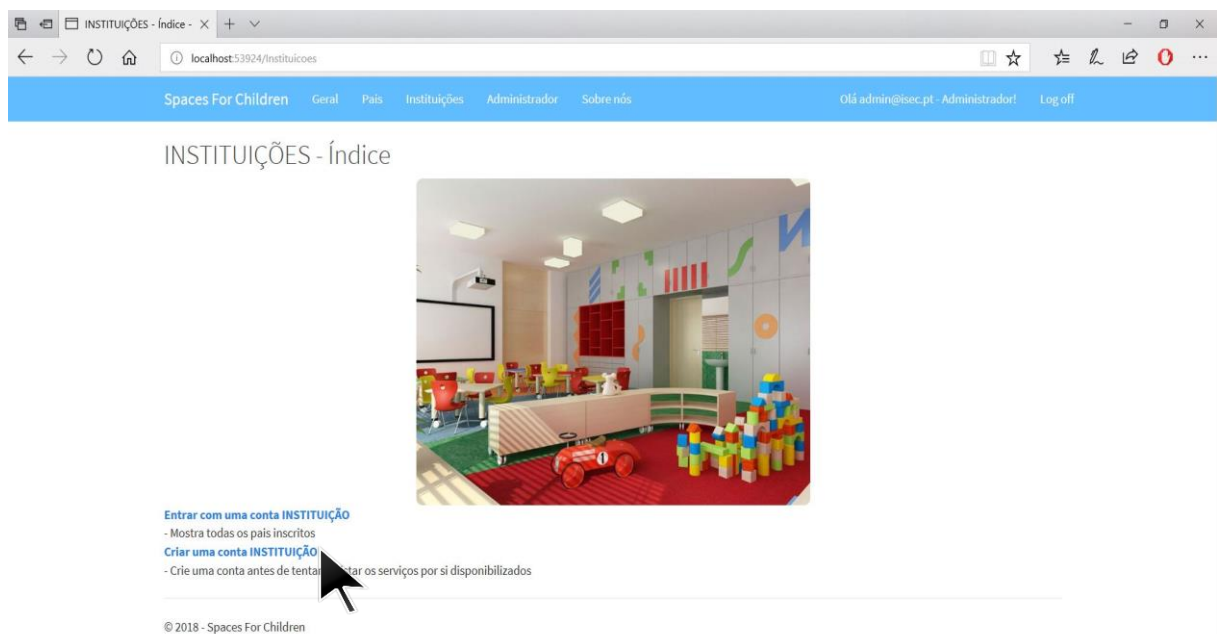 INSTITUIÇÕES - Índice -
localhost:53924/Instituicoes
Spaces For Children Geral Pais Instituições Administrador Sobre nós Olá admin@isec.pt - Administrador! Log off
INSTITUIÇÕES - Índice
1
Entrar com uma conta INSTITUIÇÃO
- Mostra todas os pais inscritos
Criar uma conta INSTITUIÇÃO
- Crie uma conta antes de tentar os serviços por si disponibilizados
© 2018 - Spaces For Children